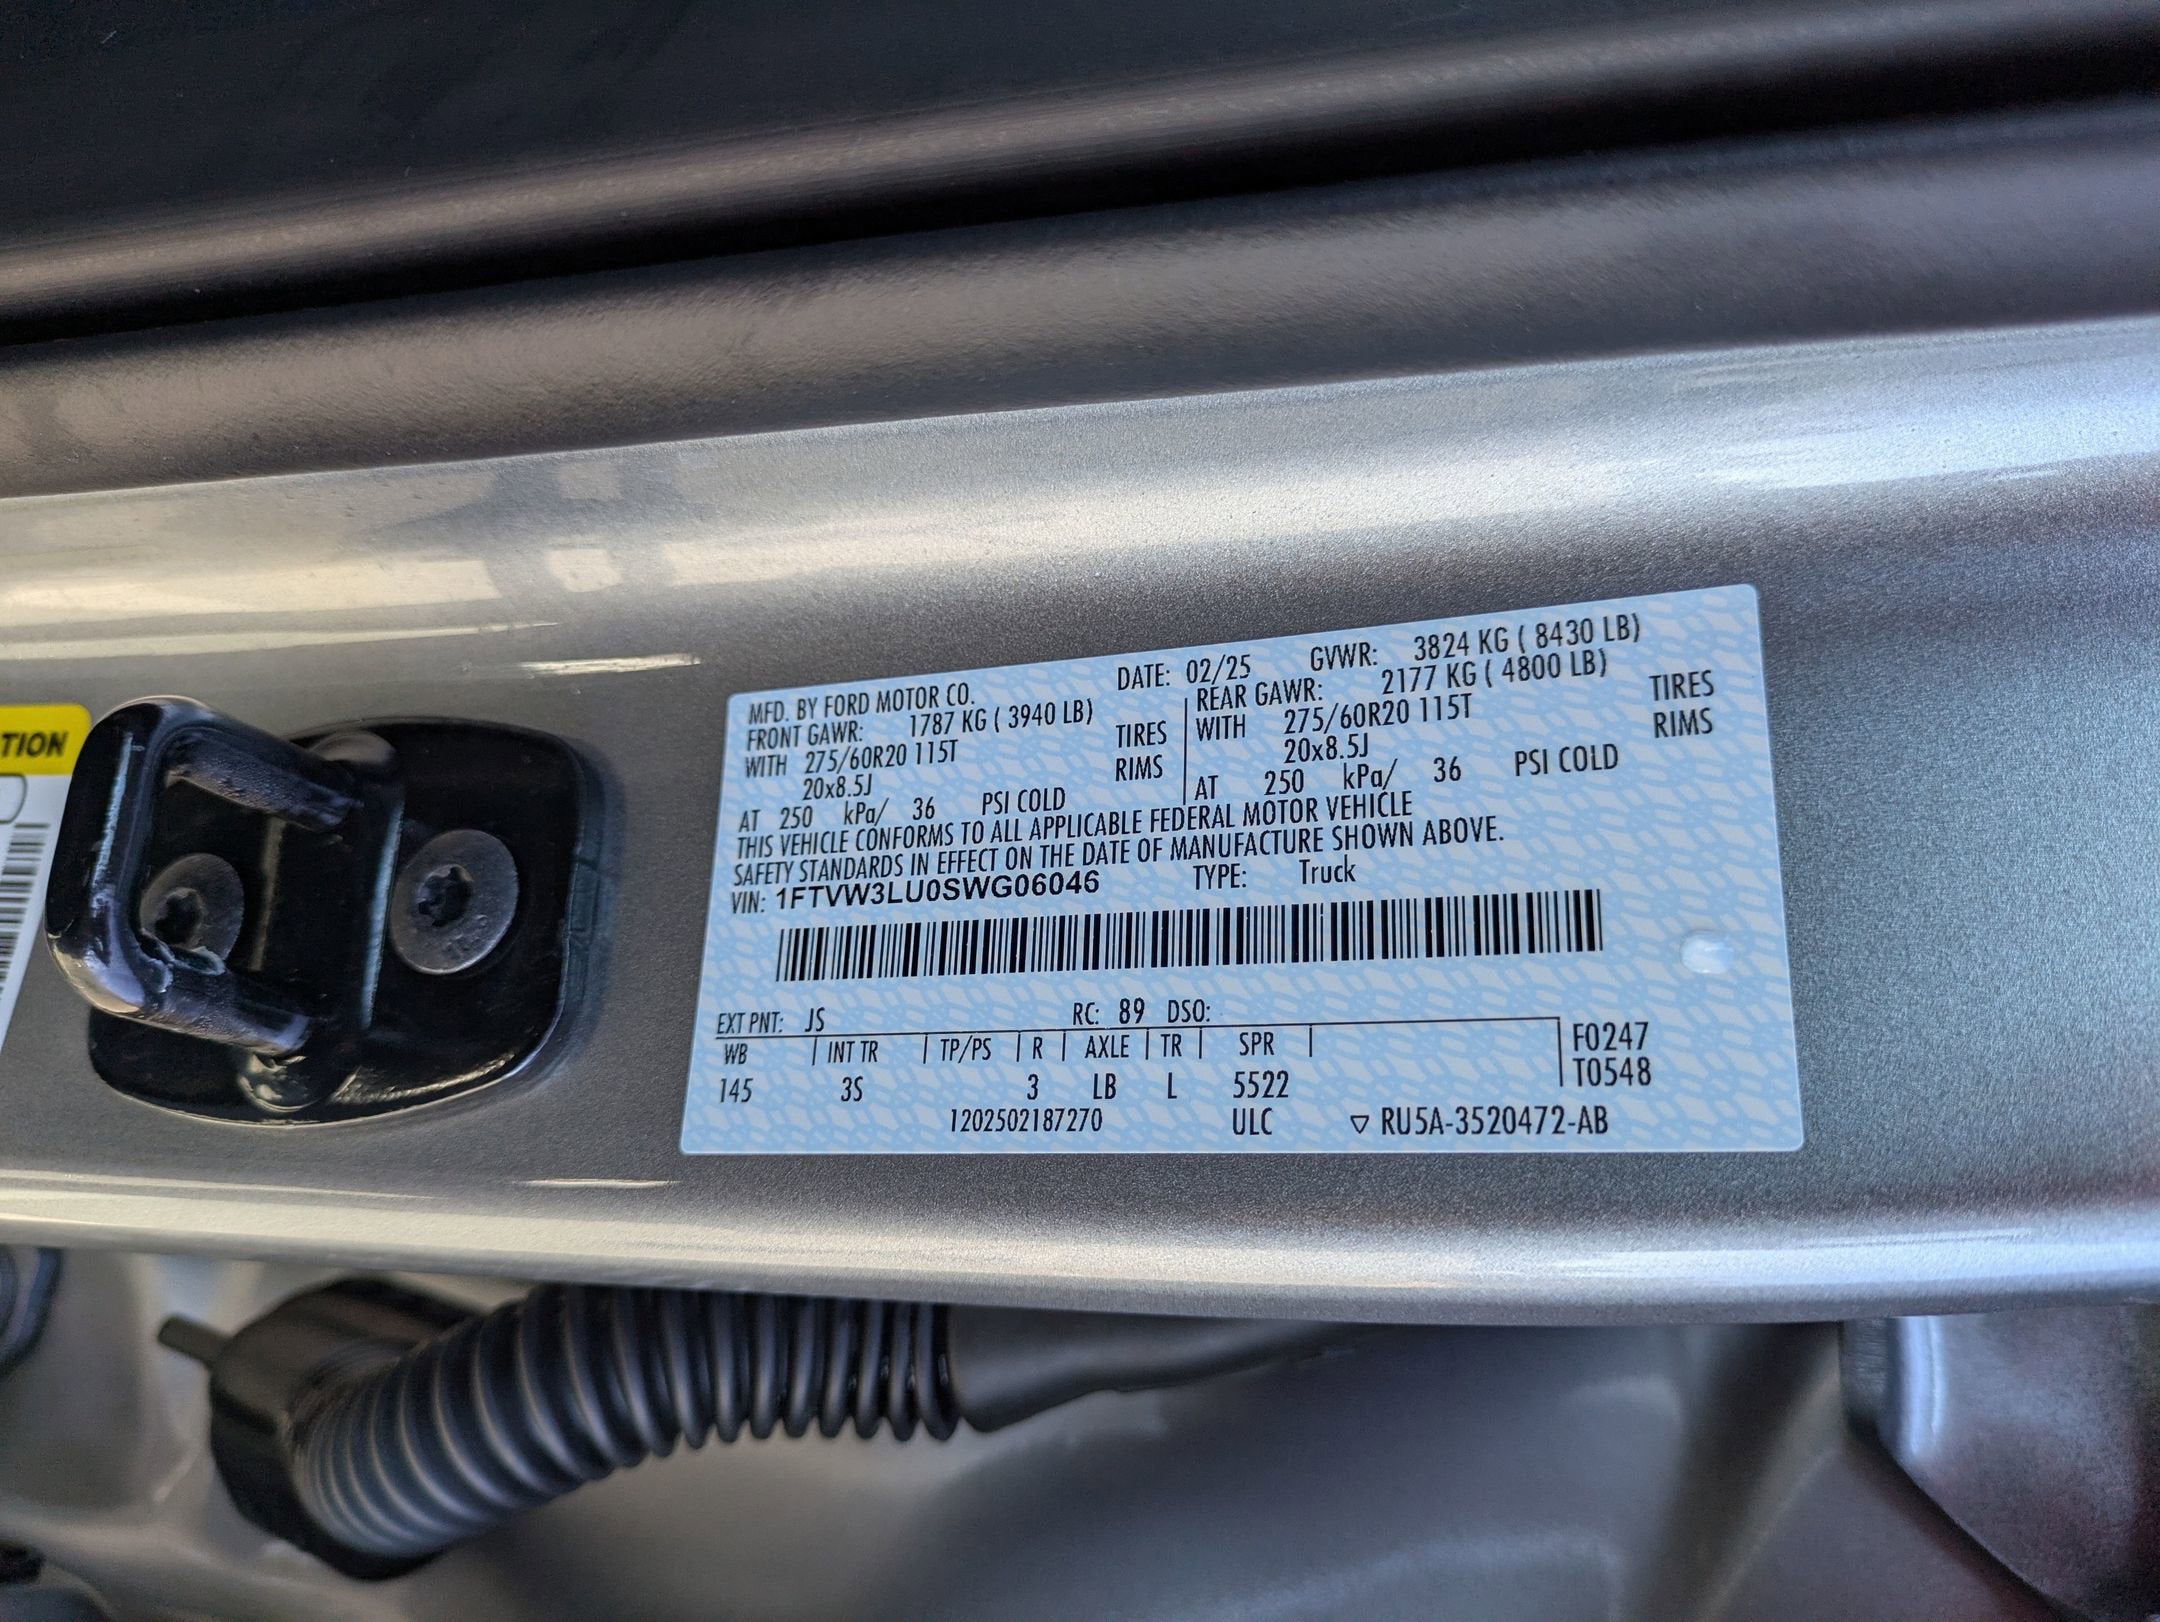 TION
MFD. BY FORD MOTOR CO.
DATE: 02/25
GVWR: 3824 KG ( 8430 LB)
FRONT GAWR: 1787 KG ( 3940 LB)
WITH 275/60R20 115T TIRES
20x8.5J RIMS
AT 250 kPa/ 36 PSI COLD
REAR GAWR: 2177 KG ( 4800 LB)
WITH 275/60R20 115T TIRES
20x8.5J RIMS
AT 250 kPa/ 36 PSI COLD
THIS VEHICLE CONFORMS TO ALL APPLICABLE FEDERAL MOTOR VEHICLE
SAFETY STANDARDS IN EFFECT ON THE DATE OF MANUFACTURE SHOWN ABOVE.
VIN: 1FTVW3LU0SWG06046 TYPE: Truck
EXT PNT: JS RC: 89 DSO:
WB INT TR TP/PS R AXLE TR SPR F0247
145 3S 3 LB L 5522 T0548
1202502187270 ULC ▽ RU5A-3520472-AB